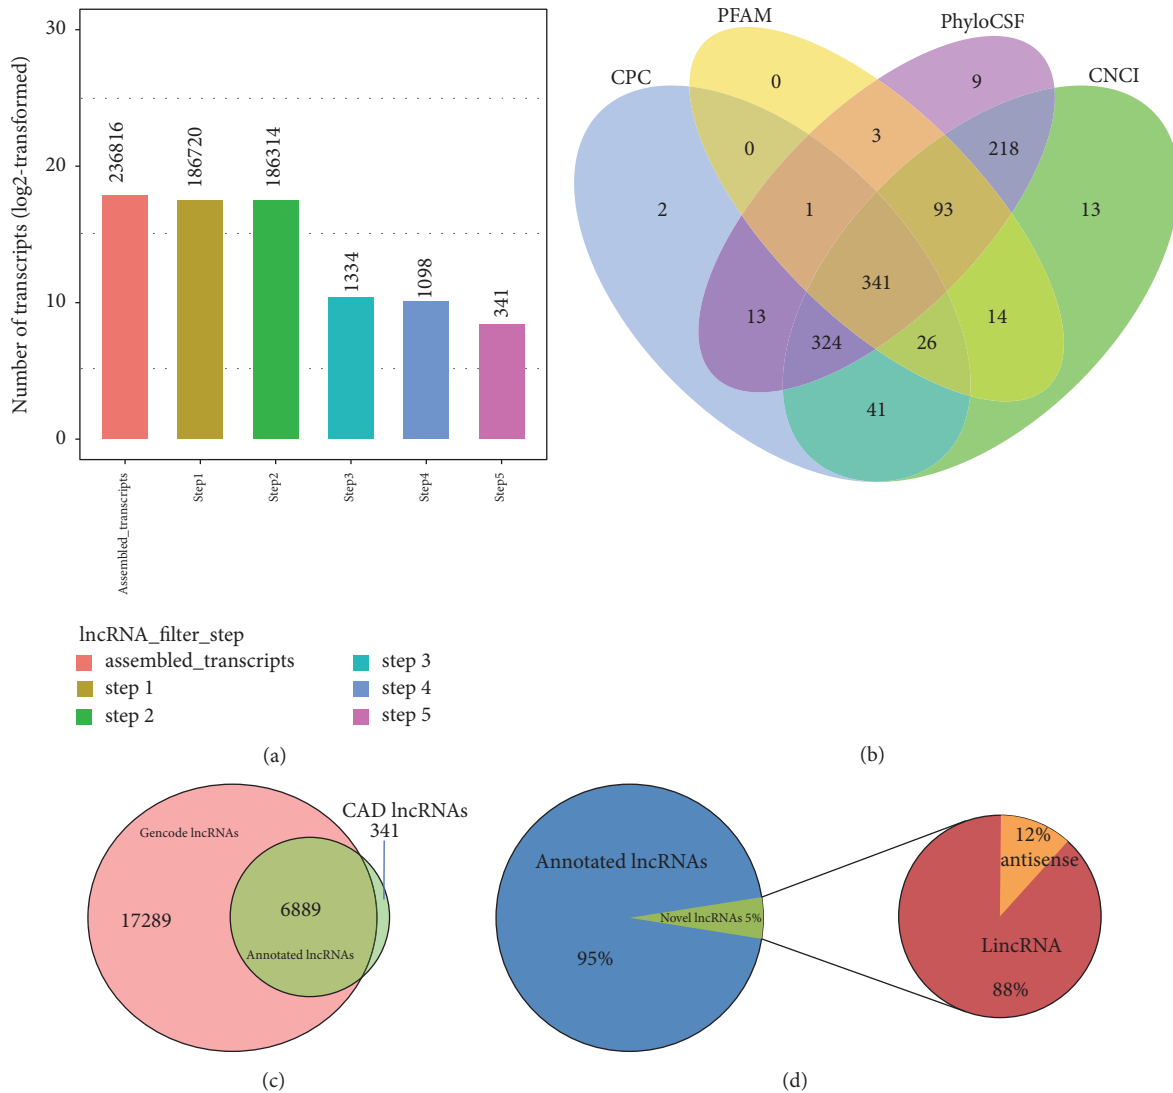 Number of transcripts (log2-transformed)
30
20
10
0
236816
186720
186314
1334
1098
341
Assembled_transcripts
Step1
Step2
Step3
Step4
Step5
lncRNA_filter_step
assembled_transcripts
step 1
step 2
step 3
step 4
step 5
(a)
PFAM
PhyloCSF
CPC
CNCI
0
9
3
0
218
2
1
93
13
341
13
14
324
26
41
(b)
Gencode lncRNAs
CAD lncRNAs
341
17289
6889
Annotated lncRNAs
(c)
Annotated lncRNAs
Novel lncRNAs 5%
95%
12%
antisense
LincRNA
88%
(d)